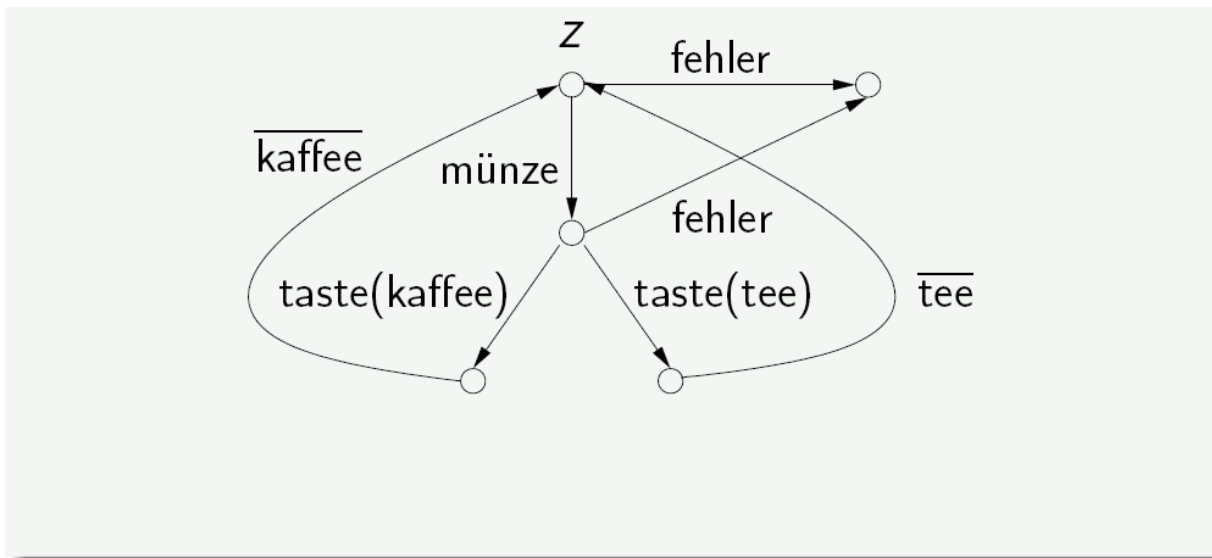 z
fehler
kaffee
münze
fehler
taste(kaffee)
taste(tee)
tee